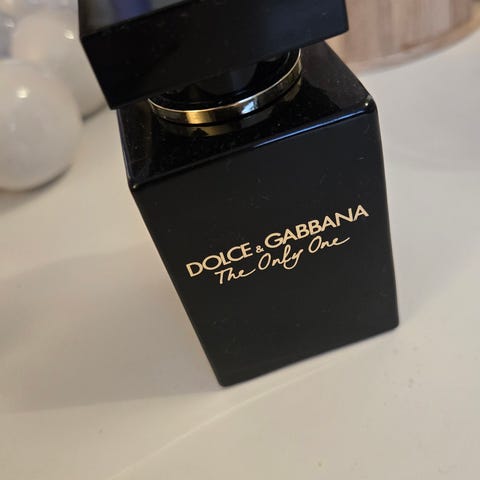 DOLCE & GABBANA
The Only One